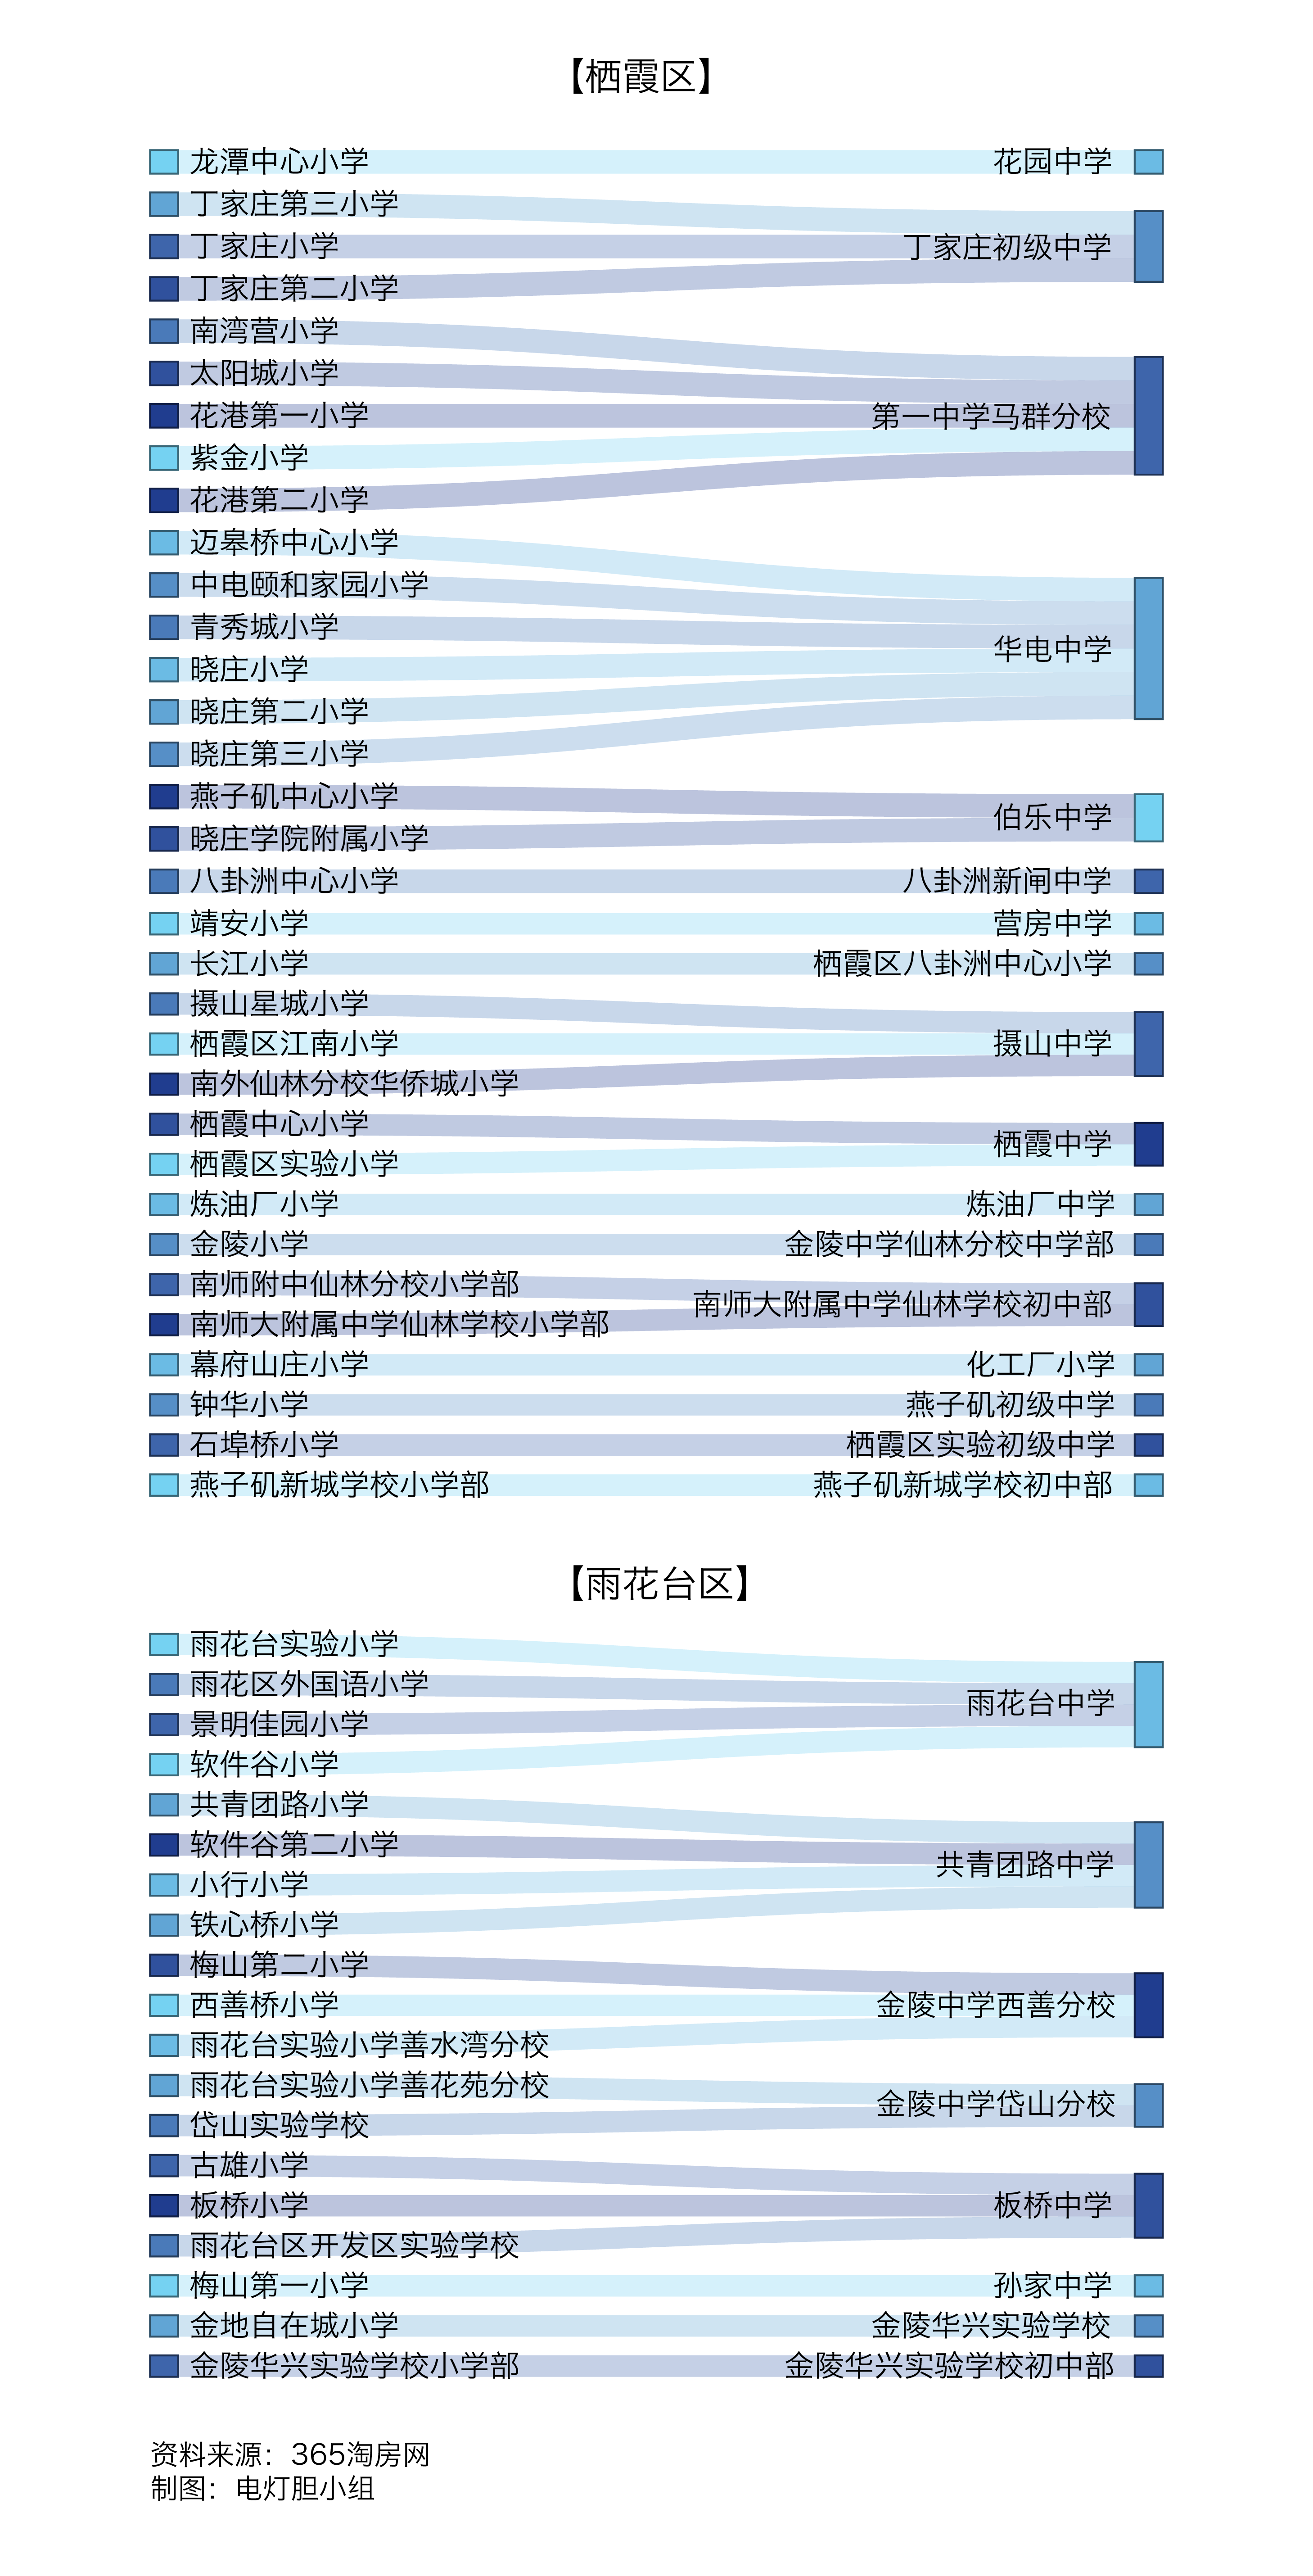 【栖霞区】
龙潭中心小学 花园中学
丁家庄第三小学
丁家庄小学 丁家庄初级中学
丁家庄第二小学
南湾营小学
太阳城小学
花港第一小学 第一中学马群分校
紫金小学
花港第二小学
迈皋桥中心小学
中电颐和家园小学
青秀城小学
华电中学
晓庄小学
晓庄第二小学
晓庄第三小学
燕子矶中心小学
伯乐中学
晓庄学院附属小学
八卦洲中心小学 八卦洲新闸中学
靖安小学 营房中学
长江小学 栖霞区八卦洲中心小学
摄山星城小学
栖霞区江南小学 摄山中学
南外仙林分校华侨城小学
栖霞中心小学
栖霞中学
栖霞区实验小学
炼油厂小学 炼油厂中学
金陵小学 金陵中学仙林分校中学部
南师附中仙林分校小学部
南师大附属中学仙林学校初中部
南师大附属中学仙林学校小学部
幕府山庄小学 化工厂小学
钟华小学 燕子矶初级中学
石埠桥小学 栖霞区实验初级中学
燕子矶新城学校小学部 燕子矶新城学校初中部
【雨花台区】
雨花台实验小学
雨花区外国语小学
雨花台中学
景明佳园小学
软件谷小学
共青团路小学
软件谷第二小学
共青团路中学
小行小学
铁心桥小学
梅山第二小学
西善桥小学 金陵中学西善分校
雨花台实验小学善水湾分校
雨花台实验小学善花苑分校
金陵中学岱山分校
岱山实验学校
古雄小学
板桥小学 板桥中学
雨花台区开发区实验学校
梅山第一小学 孙家中学
金地自在城小学 金陵华兴实验学校
金陵华兴实验学校小学部 金陵华兴实验学校初中部
资料来源：365淘房网
制图：电灯胆小组